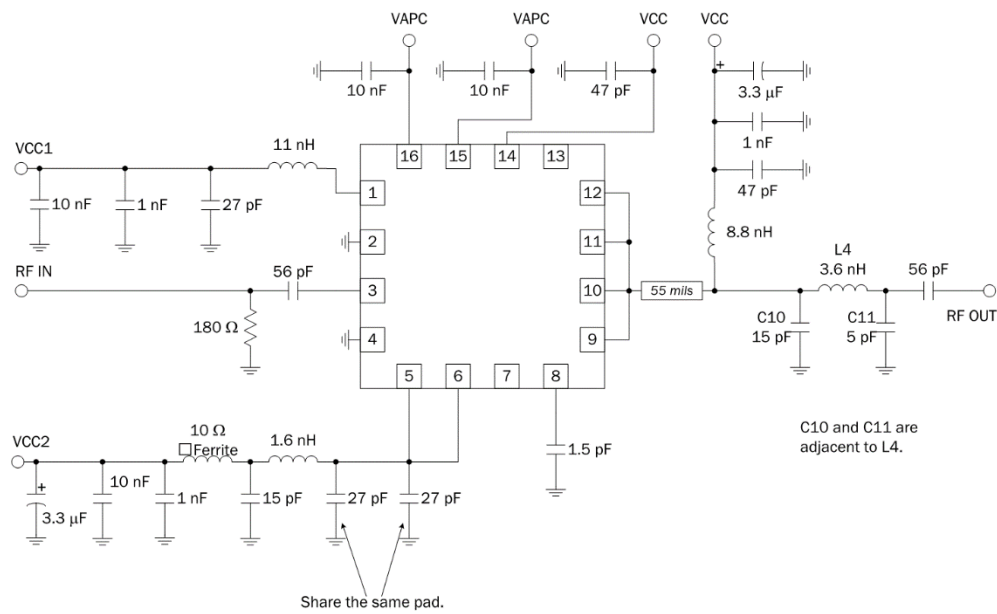 VAPC VAPC VCC VCC
10 nF 10 nF 47 pF + 3.3 µF
1 nF
47 pF
VCC1 11 nH 16 15 14 13
10 nF 1 nF 27 pF 1 12
2 11 8.8 nH
RF IN 56 pF 3 10 55 mils L4
3.6 nH 56 pF
RF OUT
180 Ω 4 9 C10
15 pF C11
5 pF
5 6 7 8
C10 and C11 are
adjacent to L4.
1.5 pF
VCC2 10 Ω
Ferrite 1.6 nH
+
3.3 µF 10 nF 1 nF 15 pF 27 pF 27 pF
Share the same pad.